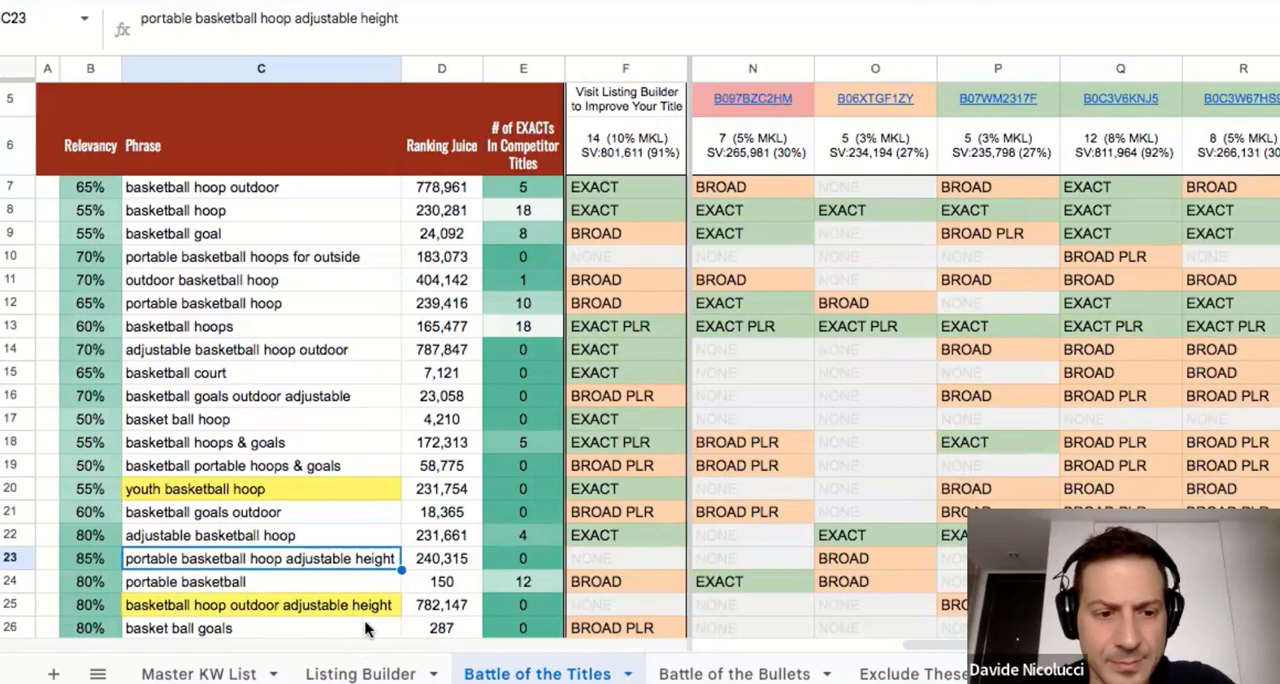 C23 portable basketball hoop adjustable height
fx
A B C D E F N O P Q R
5 Visit Listing Builder to Improve Your Title B097BZC2HM B06XTGF1ZY B07WM2317F B0C3V6KNJ5 B0C3W67HS
6 Relevancy Phrase Ranking Juice # of EXACTs In Competitor Titles 14 (10% MKL) SV:801,611 (91%) 7 (5% MKL) SV:265,981 (30%) 5 (3% MKL) SV:234,194 (27%) 5 (3% MKL) SV:235,798 (27%) 12 (8% MKL) SV:811,964 (92%) 8 (5% MKL) SV:266,131 (30
7 65% basketball hoop outdoor 778,961 5 EXACT BROAD NONE BROAD EXACT BROAD
8 55% basketball hoop 230,281 18 EXACT EXACT EXACT EXACT EXACT EXACT
9 55% basketball goal 24,092 8 BROAD EXACT NONE BROAD PLR EXACT EXACT
10 70% portable basketball hoops for outside 183,073 0 NONE NONE NONE NONE BROAD PLR NONE
11 70% outdoor basketball hoop 404,142 1 BROAD BROAD NONE BROAD BROAD BROAD
12 65% portable basketball hoop 239,416 10 BROAD EXACT BROAD NONE EXACT EXACT
13 60% basketball hoops 165,477 18 EXACT PLR EXACT PLR EXACT PLR EXACT EXACT PLR EXACT PLR
14 70% adjustable basketball hoop outdoor 787,847 0 EXACT NONE NONE BROAD BROAD BROAD
15 65% basketball court 7,121 0 EXACT NONE NONE NONE BROAD BROAD
16 70% basketball goals outdoor adjustable 23,058 0 BROAD PLR NONE NONE BROAD PLR BROAD PLR BROAD PLR
17 50% basket ball hoop 4,210 0 EXACT NONE NONE NONE NONE NONE
18 55% basketball hoops & goals 172,313 5 EXACT PLR BROAD PLR NONE EXACT BROAD PLR BROAD PLR
19 50% basketball portable hoops & goals 58,775 0 BROAD PLR BROAD PLR NONE NONE BROAD PLR BROAD PLR
20 55% youth basketball hoop 231,754 0 EXACT NONE NONE BROAD BROAD BROAD
21 60% basketball goals outdoor 18,365 0 BROAD PLR BROAD PLR NONE
22 80% adjustable basketball hoop 231,661 4 EXACT NONE EXACT EXA
23 85% portable basketball hoop adjustable height 240,315 0 NONE NONE BROAD
24 80% portable basketball 150 12 BROAD EXACT BROAD
25 80% basketball hoop outdoor adjustable height 782,147 0 NONE NONE NONE BRO
26 80% basket ball goals 287 0 BROAD PLR NONE NONE
Davide Nicolucci
+ Master KW List Listing Builder Battle of the Titles Battle of the Bullets Exclude These